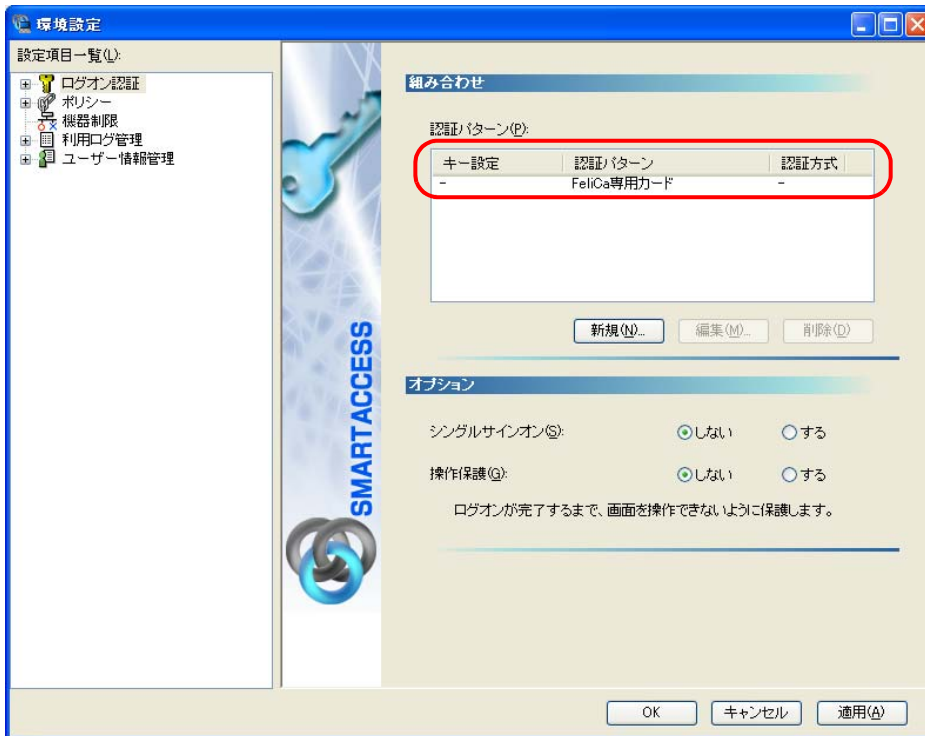 環境設定
設定項目一覧(L):
ログオン認証
ポリシー
機器制限
利用ログ管理
ユーザー情報管理
SMARTACCESS
組み合わせ
認証パターン(P):
キー設定 認証パターン 認証方式
- FeliCa専用カード -
新規(N)... 編集(M)... 削除(D)
オプション
シングルサインオン(S): しない する
操作保護(G): しない する
ログオンが完了するまで、画面を操作できないように保護します。
OK キャンセル 適用(A)